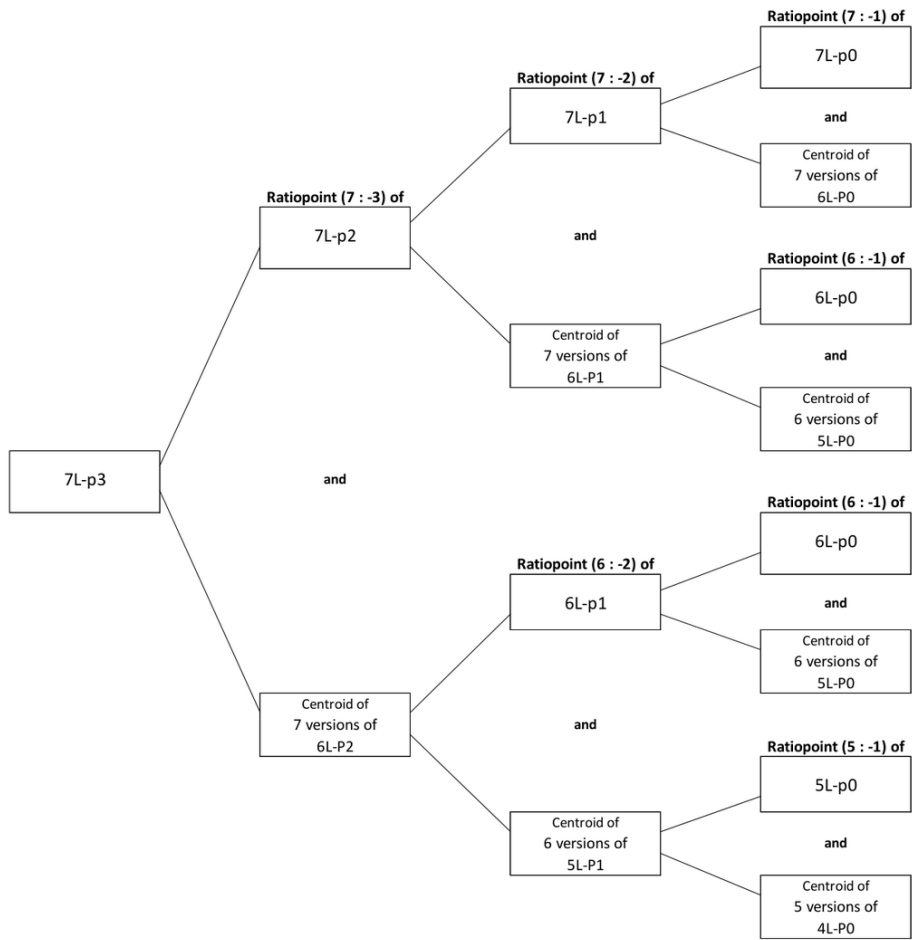 Ratiopoint (7 : -1) of
7L-p0
and
Centroid of
7 versions of
6L-P0
Ratiopoint (7 : -2) of
7L-p1
and
Centroid of
7 versions of
6L-P1
Ratiopoint (6 : -1) of
6L-p0
and
Centroid of
6 versions of
5L-P0
Ratiopoint (7 : -3) of
7L-p2
7L-p3
and
Centroid of
7 versions of
6L-P2
Ratiopoint (6 : -2) of
6L-p1
and
Centroid of
6 versions of
5L-P1
Ratiopoint (6 : -1) of
6L-p0
and
Centroid of
6 versions of
5L-P0
Ratiopoint (5 : -1) of
5L-p0
and
Centroid of
5 versions of
4L-P0